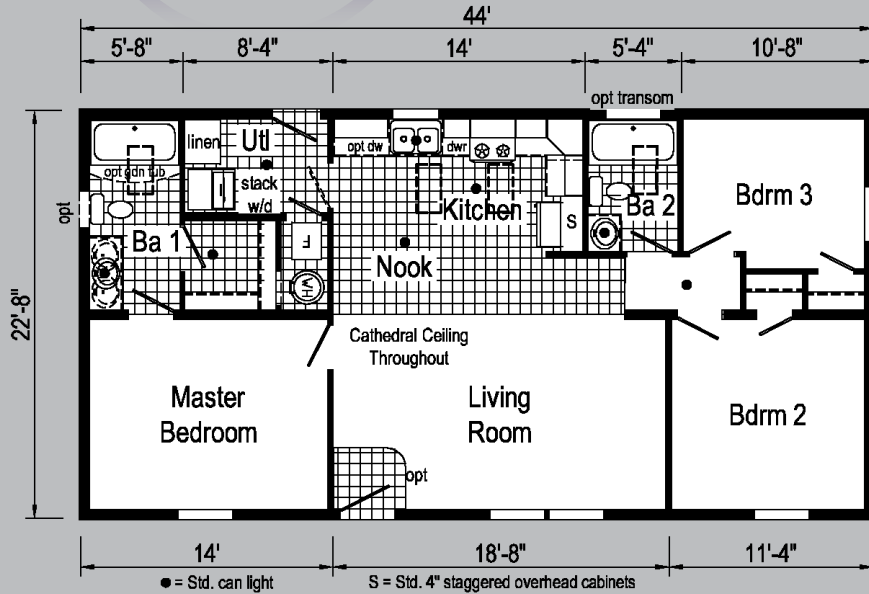 44'
5'-8"
8'-4"
14'
5'-4"
10'-8"
opt transom
linen
Utl
opt dw
dwr
opt gdn tub
stack
w/d
Kitchen
S
Ba 2
Bdrm 3
opt
Ba 1
F
Nook
WH
22'-8"
Cathedral Ceiling
Throughout
Master
Bedroom
Living
Room
Bdrm 2
opt
14'
18'-8"
11'-4"
● = Std. can light
S = Std. 4" staggered overhead cabinets